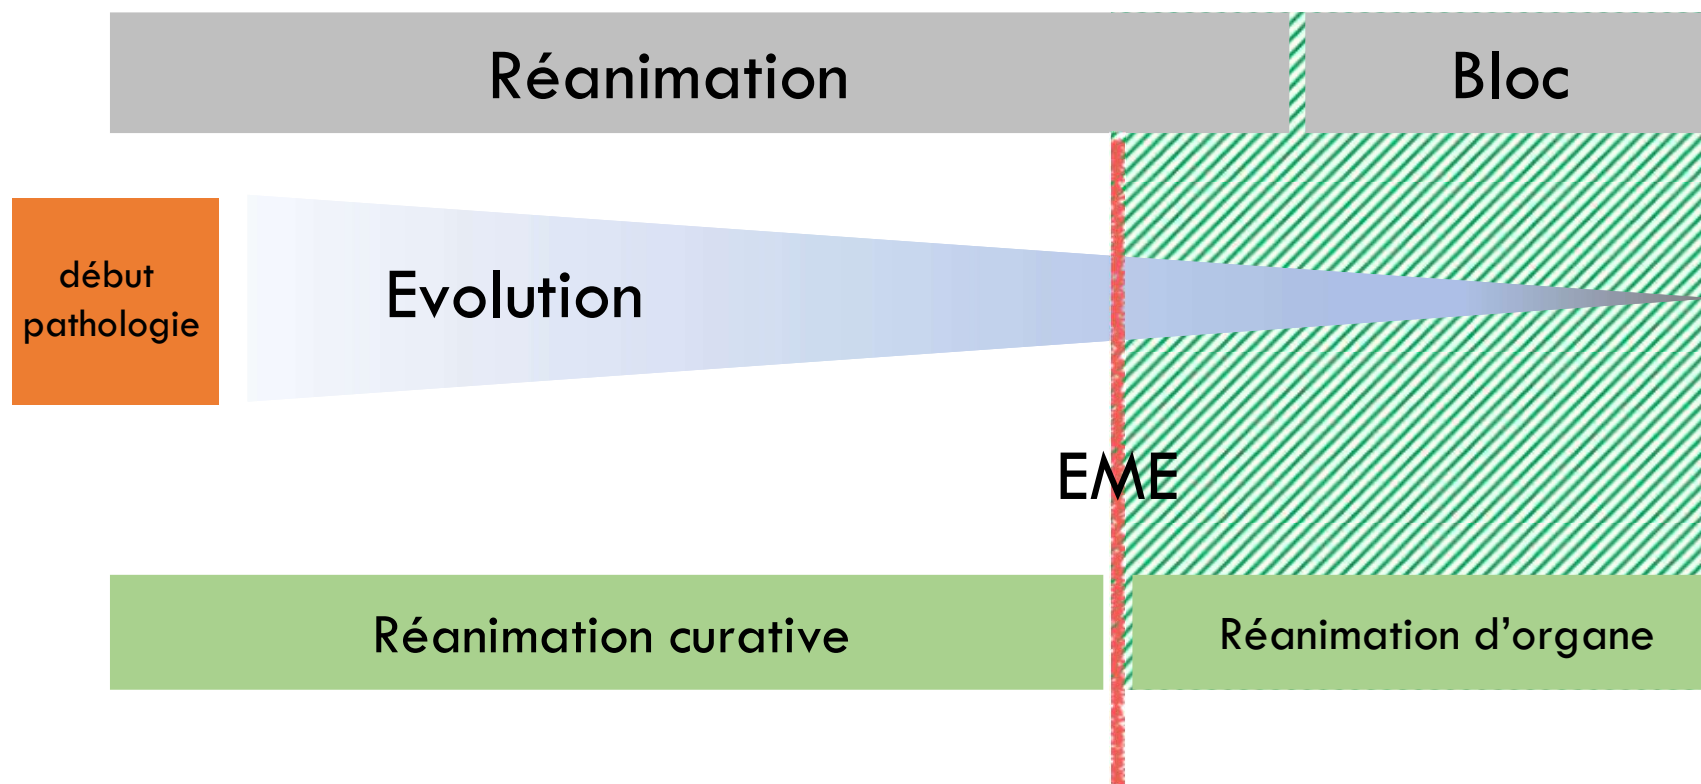 Réanimation
Bloc
début
pathologie
Evolution
EME
Réanimation curative
Réanimation d’organe